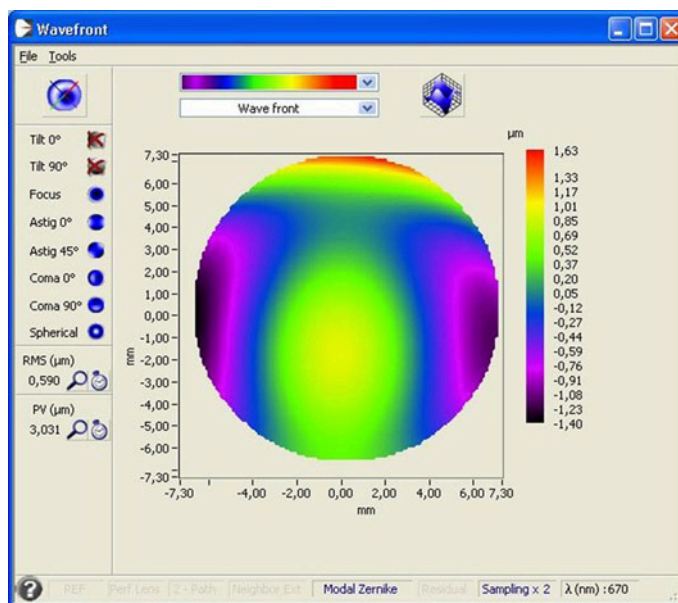 Wavefront
File Tools
Wave front
Tilt 0°
Tilt 90°
Focus
Astig 0°
Astig 45°
Coma 0°
Coma 90°
Spherical
RMS (µm)
0,590
PV (µm)
3,031
7,30
6,00
5,00
4,00
3,00
2,00
1,00
0,00
-1,00
-2,00
-3,00
-4,00
-5,00
-6,00
-7,30
mm
-7,30 -4,00 -2,00 0,00 2,00 4,00 6,00 7,30
mm
µm
1,63
1,33
1,17
1,01
0,85
0,69
0,52
0,37
0,20
0,05
-0,12
-0,27
-0,44
-0,59
-0,76
-0,91
-1,08
-1,23
-1,40
? REF Perf Lens 2 - Path Neighbor Ext Modal Zernike Residual Sampling x 2 λ (nm) :670